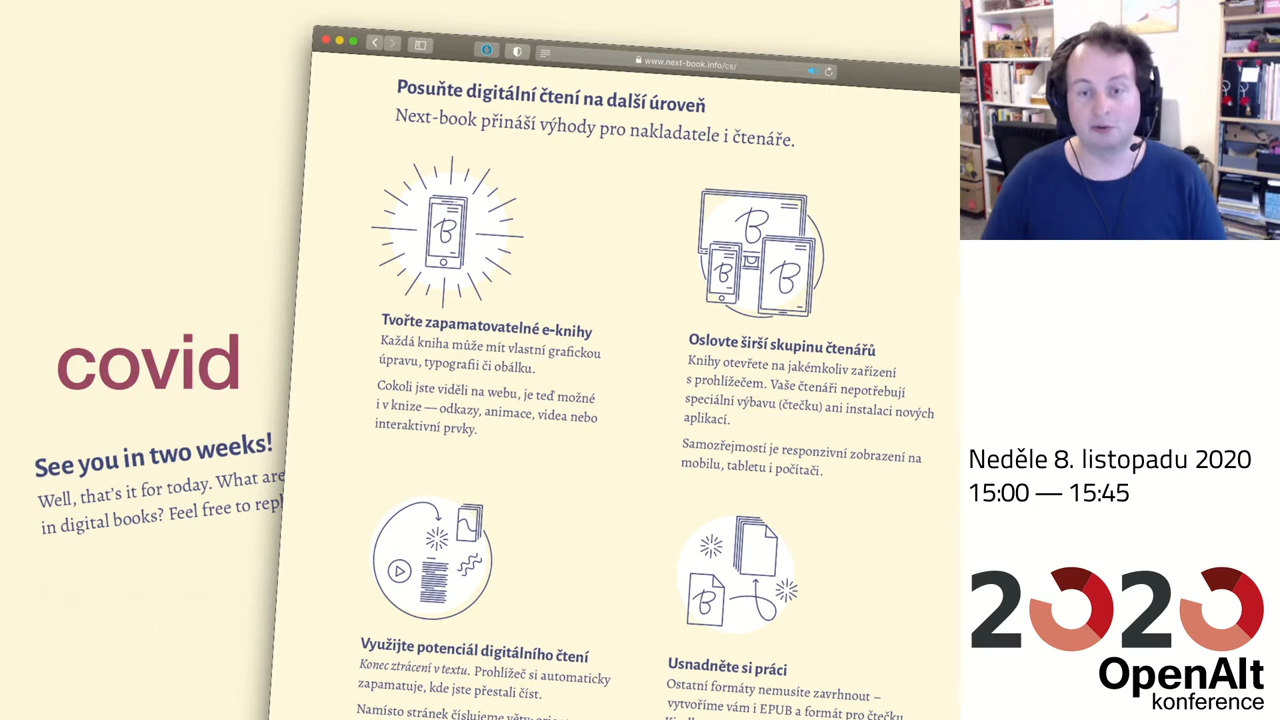 www.next-book.info/cs/
Posuňte digitální čtení na další úroveň
Next-book přináší výhody pro nakladatele i čtenáře.
B
B
B
B
Tvořte zapamatovatelné e-knihy
Každá kniha může mít vlastní grafickou
úpravu, typografii či obálku.
Cokoli jste viděli na webu, je teď možné
i v knize — odkazy, animace, videa nebo
interaktivní prvky.
Oslovte širší skupinu čtenářů
Knihy otevřete na jakémkoliv zařízení
s prohlížečem. Vaše čtenáři nepotřebují
speciální výbavu (čtečku) ani instalaci nových
aplikací.
Samozřejmostí je responzivní zobrazení na
mobilu, tabletu i počítači.
covid
See you in two weeks!
Well, that's it for today. What are
in digital books? Feel free to repl
B
Využijte potenciál digitálního čtení
Konec ztrácení v textu. Prohlížeč si automaticky
zapamatuje, kde jste přestali číst.
Namísto stránek číslujeme věty
Usnadněte si práci
Ostatní formáty nemusíte zavrhnout –
vytvoříme vám i EPUB a formát pro čtečku
Neděle 8. listopadu 2020
15:00 — 15:45
2020
OpenAlt
konference